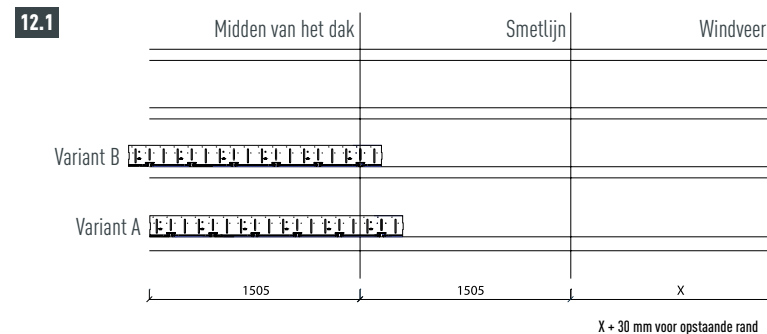 12.1
Midden van het dak Smetlijn Windveer
Variant B
Variant A
1505 1505 X
X + 30 mm voor opstaande rand